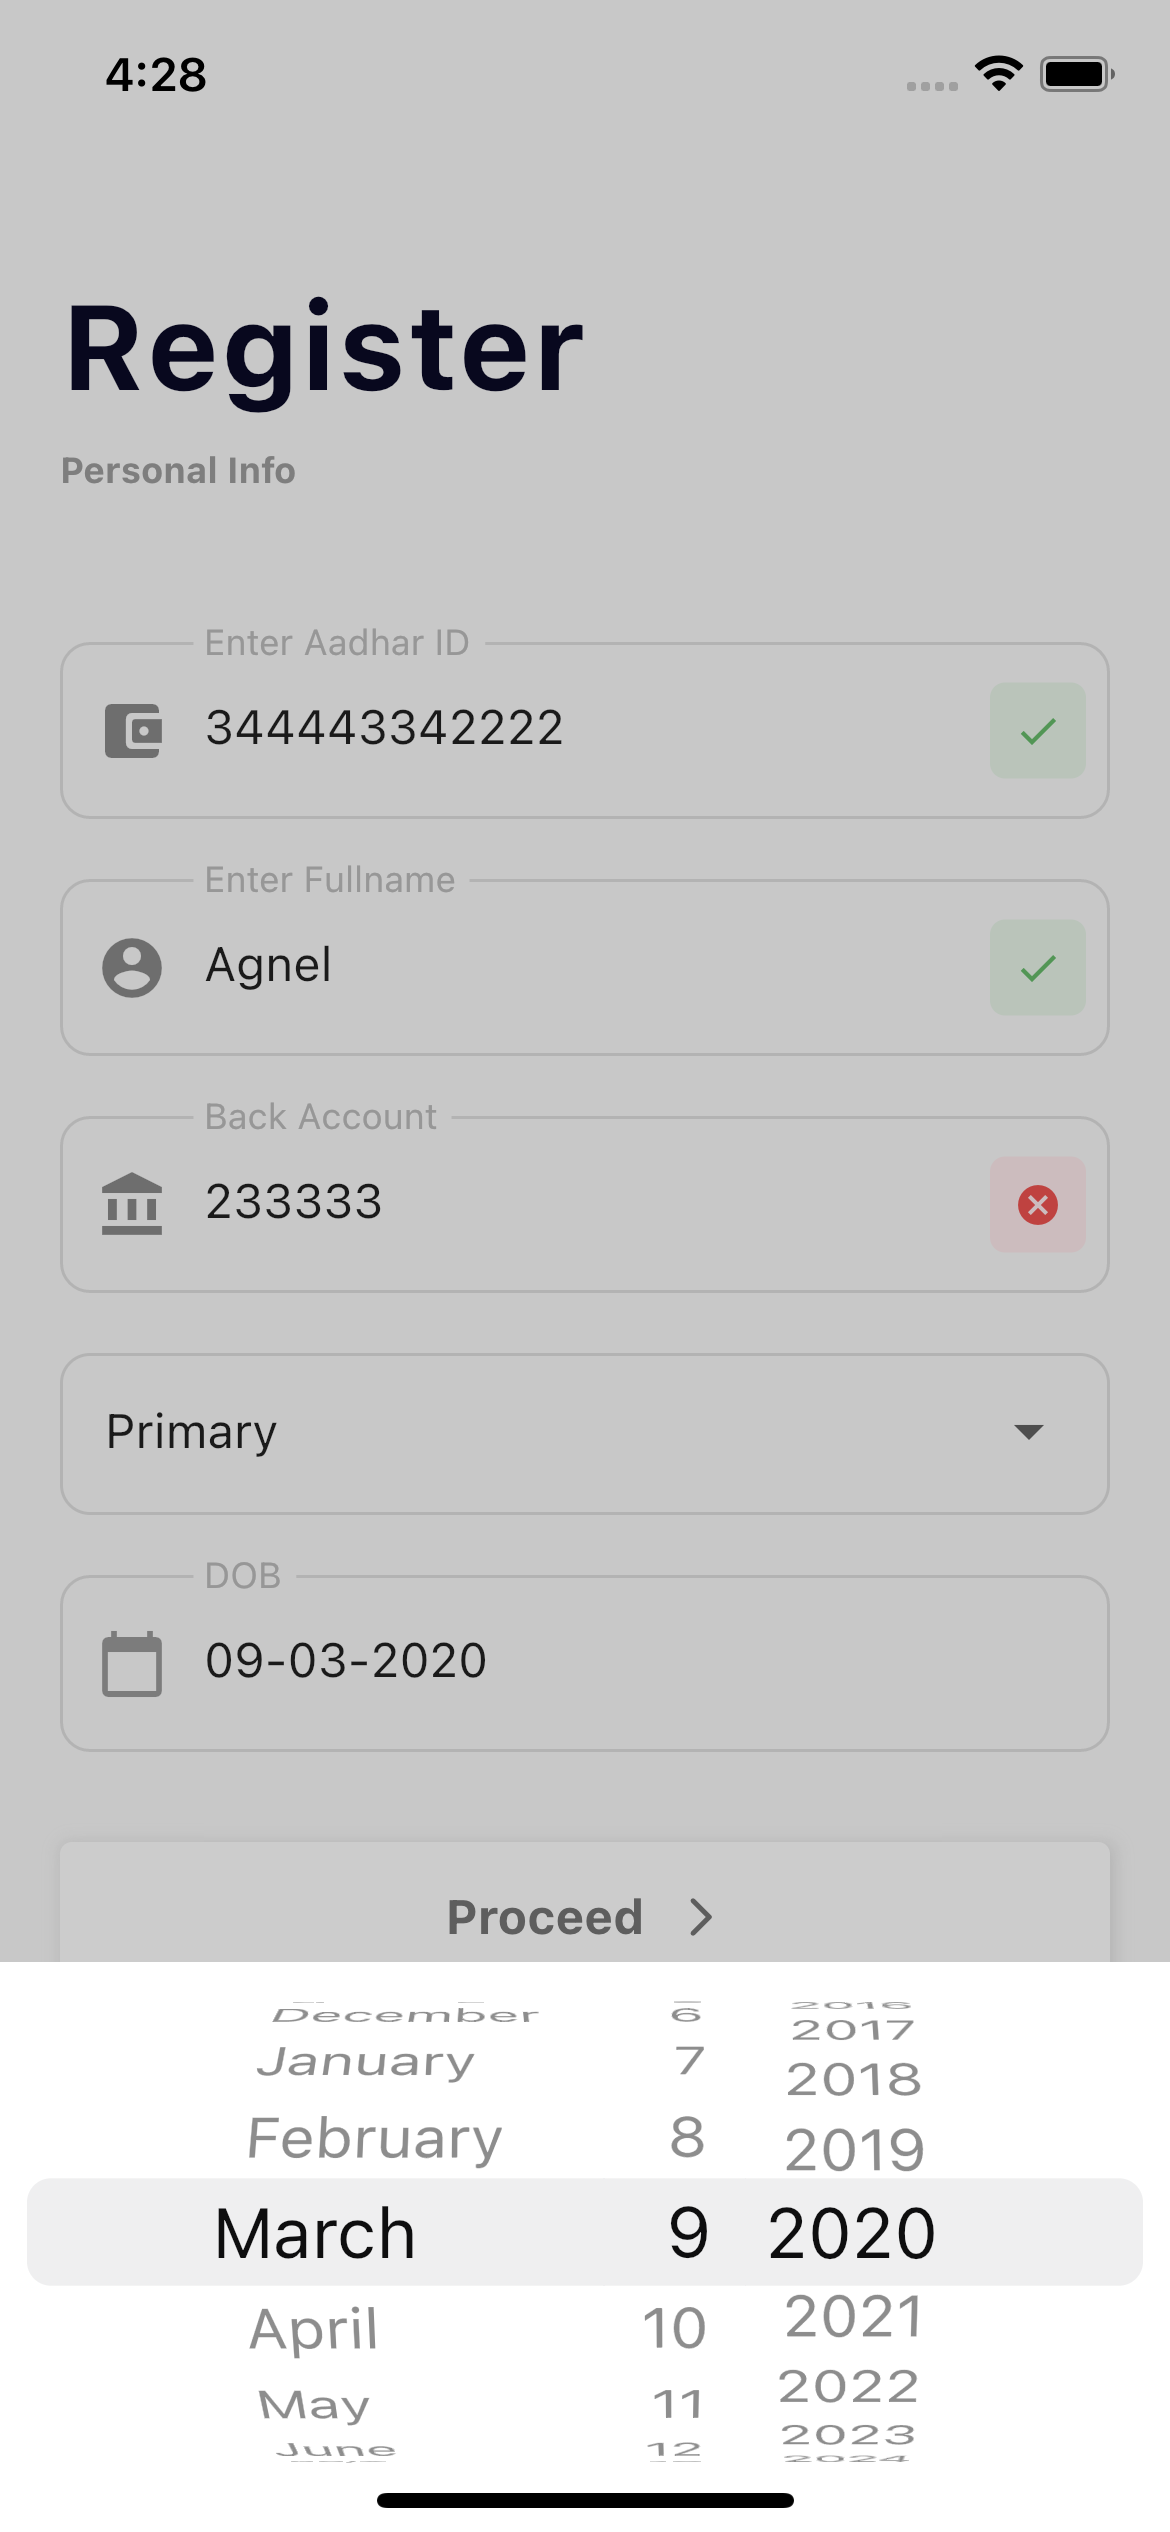 4:28
Register
Personal Info
Enter Aadhar ID
344443342222
Enter Fullname
Agnel
Back Account
233333
Primary
DOB
09-03-2020
Proceed
December 6 2016
January 7 2017
February 8 2018
2019
March 9 2020
April 10 2021
May 11 2022
June 12 2023
2024